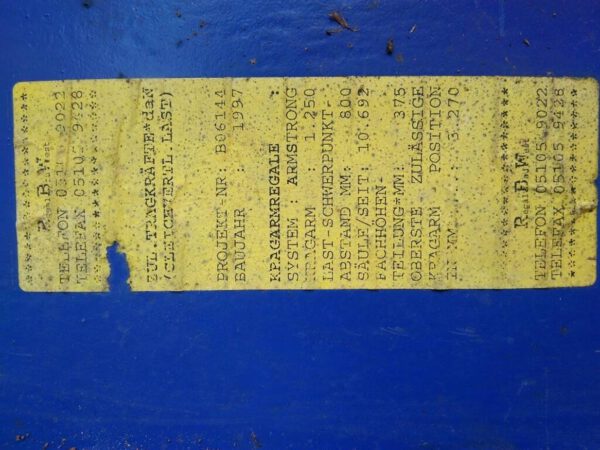 *************
R B W
TELEFON 0510 9022
TELEFAX 05105 9428
*************
ZUL.TRAGKRÄFTE*daN
(GLEICHVERTL.LAST)
PROJEKT NR: B96144
BAUJAHR : 1997
KRAGARMREGALE :
SYSTEM : ARMSTRONG
KRAGARM : 1.250
LAST-SCHWERPUNKT-
ABSTAND MM: 800
SÄULE/SEIT: 10.692
FACHHÖHEN-
TEILUNG*MM: 375
OBERSTE ZULÄSSIGE
KRAGARM - POSITION
IN MM.....: 3.270
*************
R B W
TELEFON 05105 9022
TELEFAX 05105 9428
*************